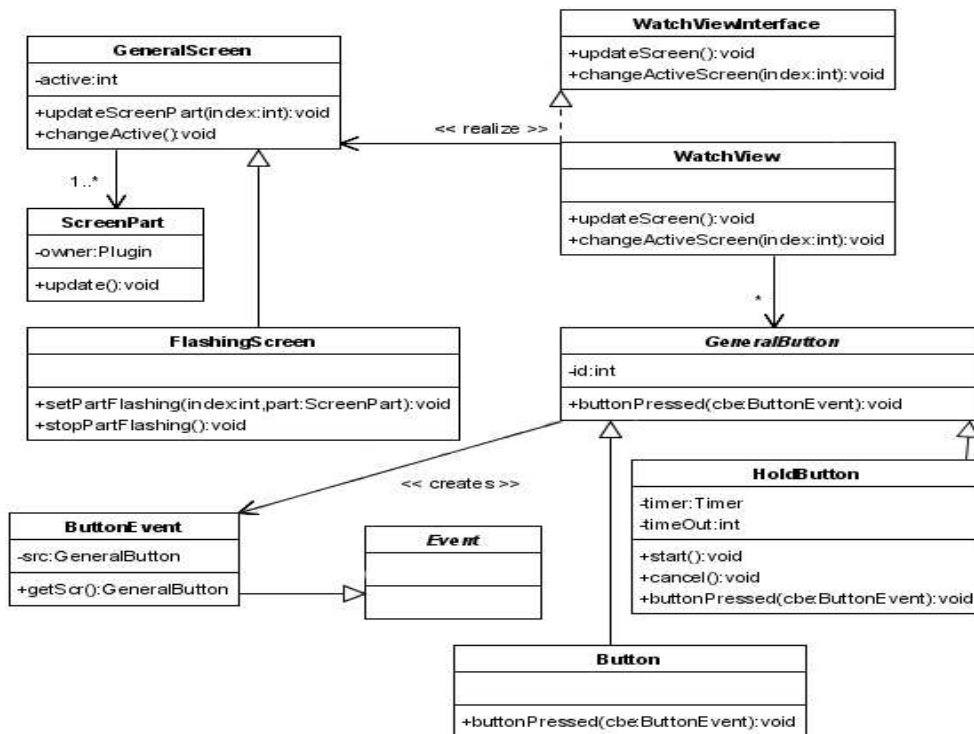 GeneralScreen
-active:int
+updateScreenPart(index:int):void
+changeActive():void
WatchViewInterface
+updateScreen():void
+changeActiveScreen(index:int):void
<< realize >>
WatchView
+updateScreen():void
+changeActiveScreen(index:int):void
1..*
ScreenPart
-owner:Plugin
+update():void
*
FlashingScreen
+setPartFlashing(index:int,part:ScreenPart):void
+stopPartFlashing():void
GeneralButton
-id:int
+buttonPressed(cbe:ButtonEvent):void
<< creates >>
HoldButton
-timer:Timer
-timeOut:int
+start():void
+cancel():void
+buttonPressed(cbe:ButtonEvent):void
ButtonEvent
-src:GeneralButton
+getScr():GeneralButton
Event
Button
+buttonPressed(cbe:ButtonEvent):void